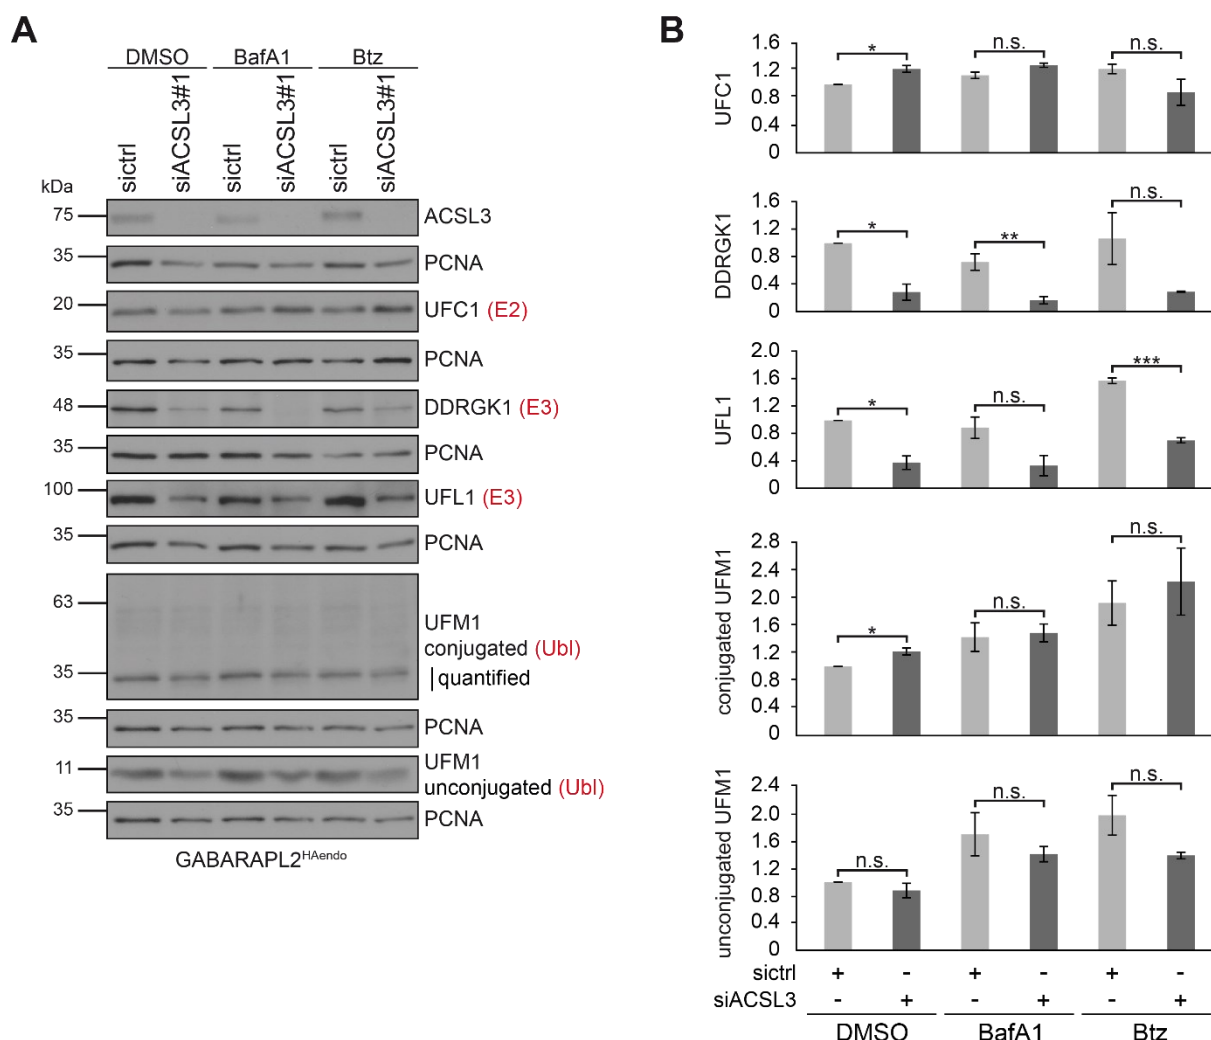 A
DMSO BafA1 Btz
sictrl siACSL3#1 sictrl siACSL3#1 sictrl siACSL3#1
kDa
75 ACSL3
35 PCNA
20 UFC1 (E2)
35 PCNA
48 DDRGK1 (E3)
35 PCNA
100 UFL1 (E3)
35 PCNA
63
UFM1
conjugated (Ubl)
35 quantified
35 PCNA
UFM1
11 unconjugated (Ubl)
35 PCNA
GABARAPL2HAendo
B
UFC1
1.6
1.2
0.8
0.4
0
* n.s. n.s.
DDRGK1
1.6
1.2
0.8
0.4
0
* ** n.s.
UFL1
2.0
1.6
1.2
0.8
0.4
0
* n.s. ***
conjugated UFM1
2.8
2.4
2.0
1.6
1.2
0.8
0.4
0
* n.s. n.s.
unconjugated UFM1
2.4
2.0
1.6
1.2
0.8
0.4
0
n.s. n.s. n.s.
sictrl + - + - + -
siACSL3 - + - + - +
DMSO BafA1 Btz